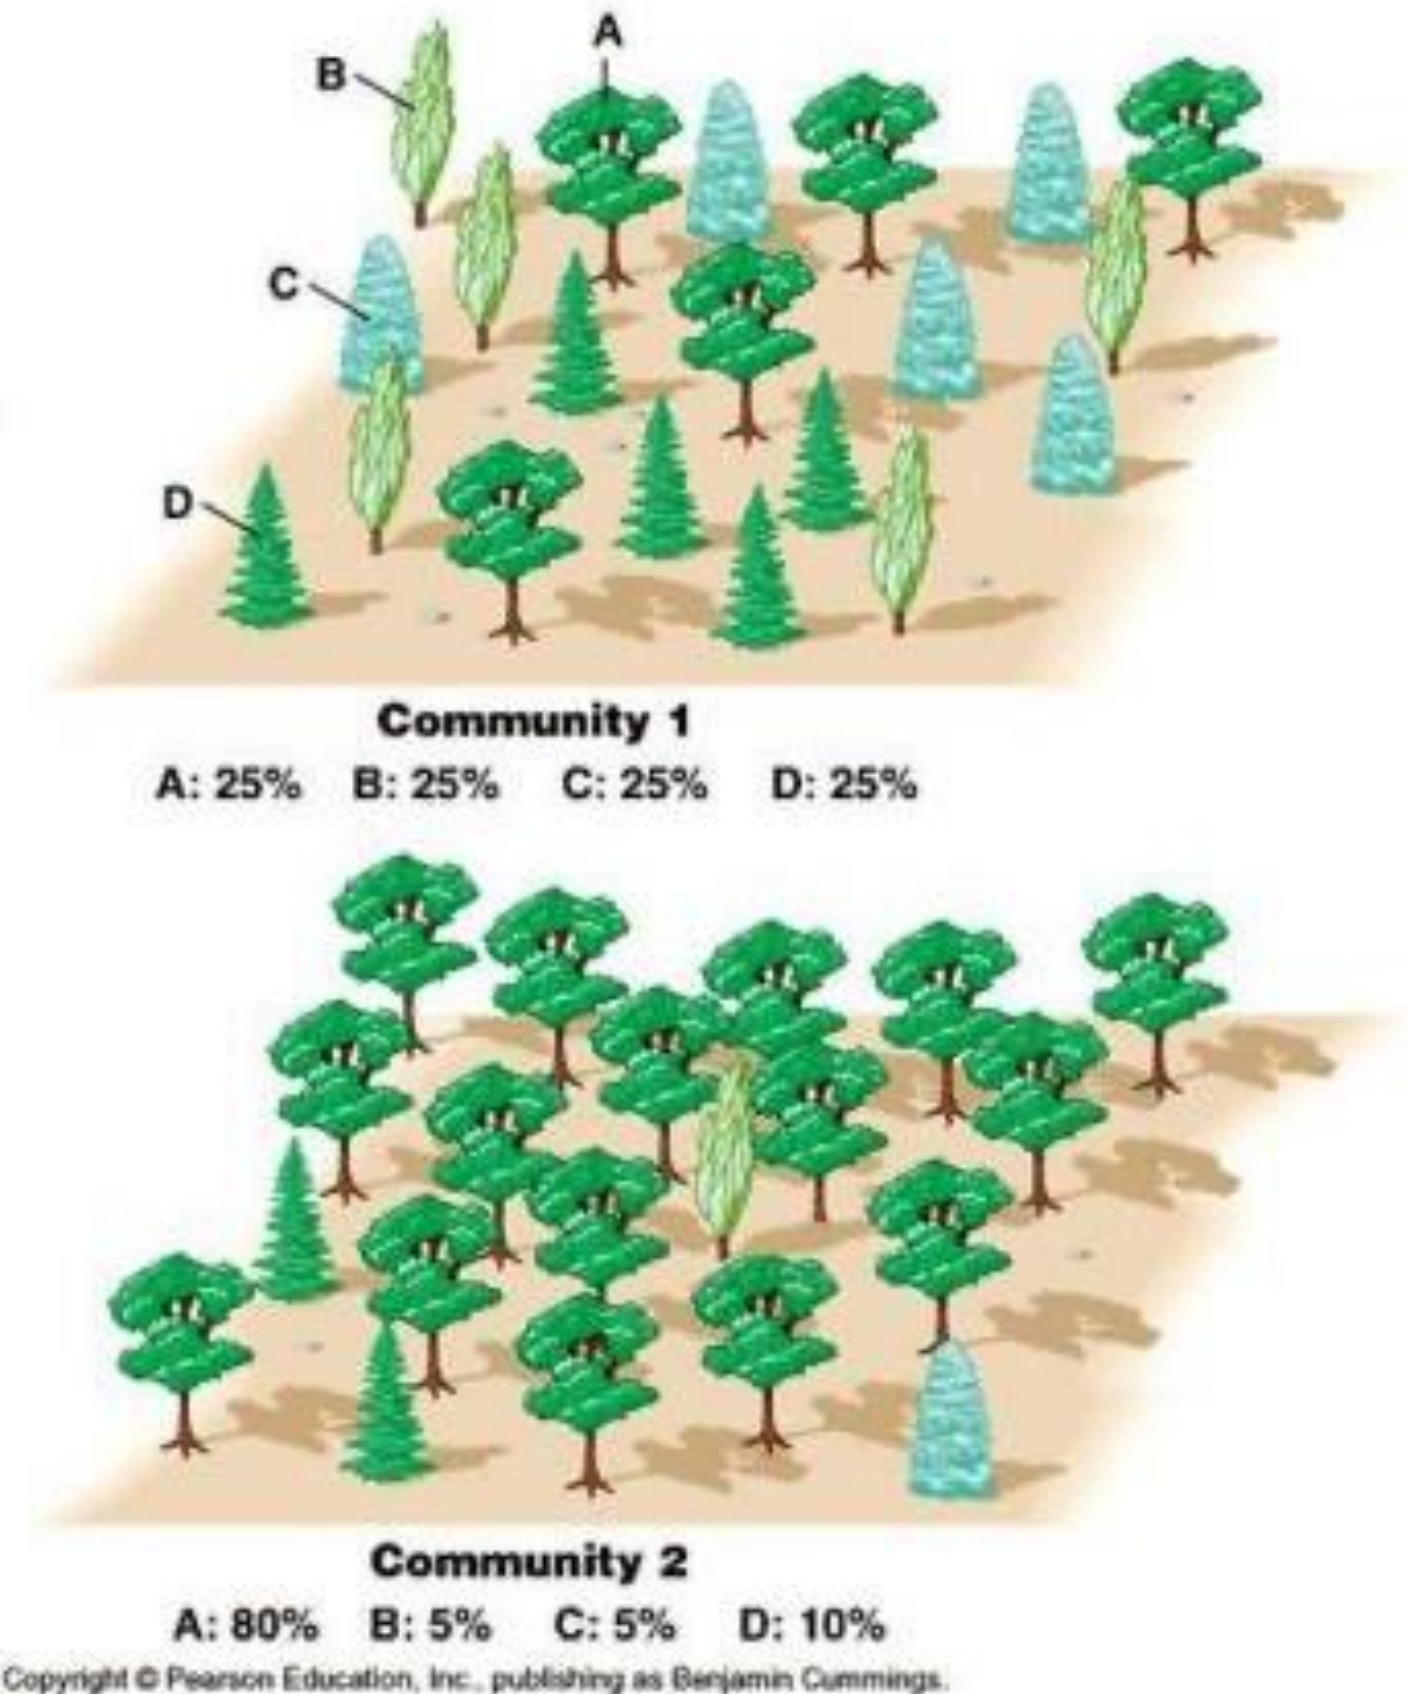 A
B
C
D
Community 1
A: 25% B: 25% C: 25% D: 25%
Community 2
A: 80% B: 5% C: 5% D: 10%
Copyright © Pearson Education, Inc., publishing as Benjamin Cummings.